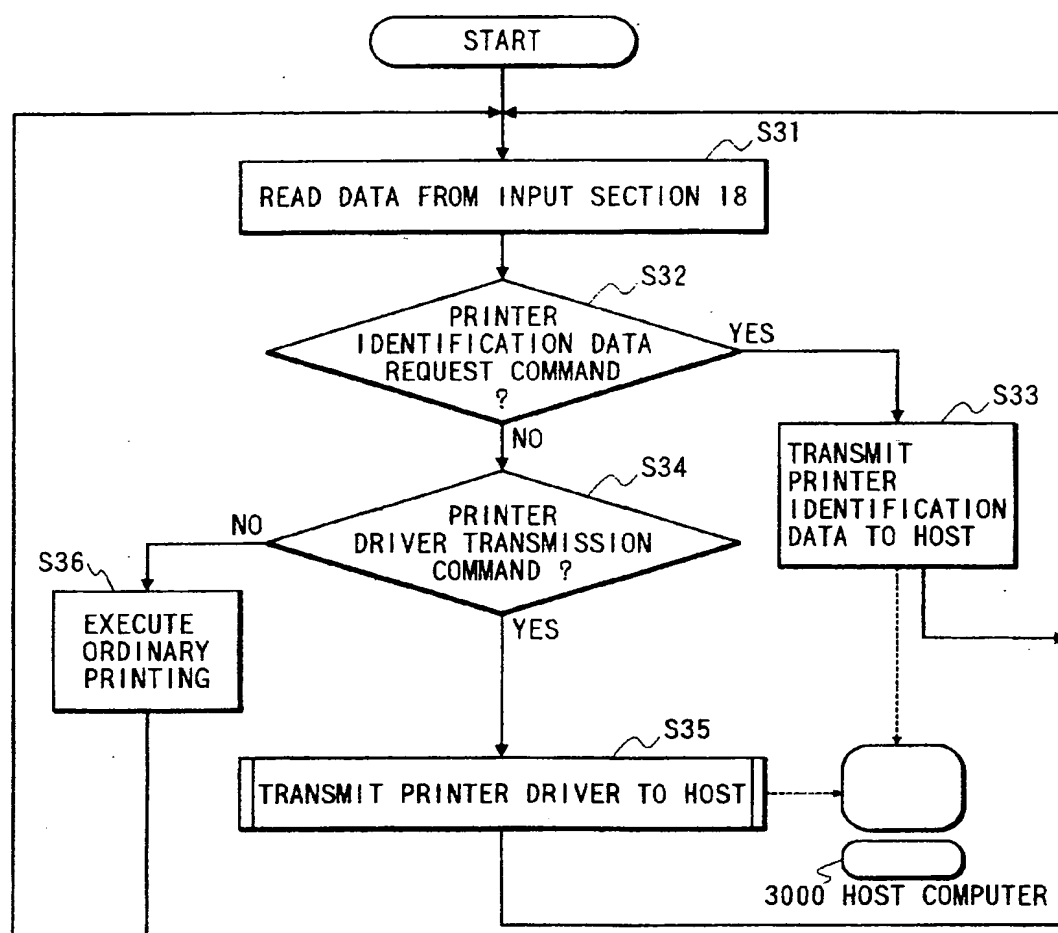 START
S31
READ DATA FROM INPUT SECTION 18
S32
PRINTER
IDENTIFICATION DATA
REQUEST COMMAND
?
YES
NO
S33
TRANSMIT
PRINTER
IDENTIFICATION
DATA TO HOST
S34
PRINTER
DRIVER TRANSMISSION
COMMAND ?
NO
YES
S36
EXECUTE
ORDINARY
PRINTING
S35
TRANSMIT PRINTER DRIVER TO HOST
3000 HOST COMPUTER